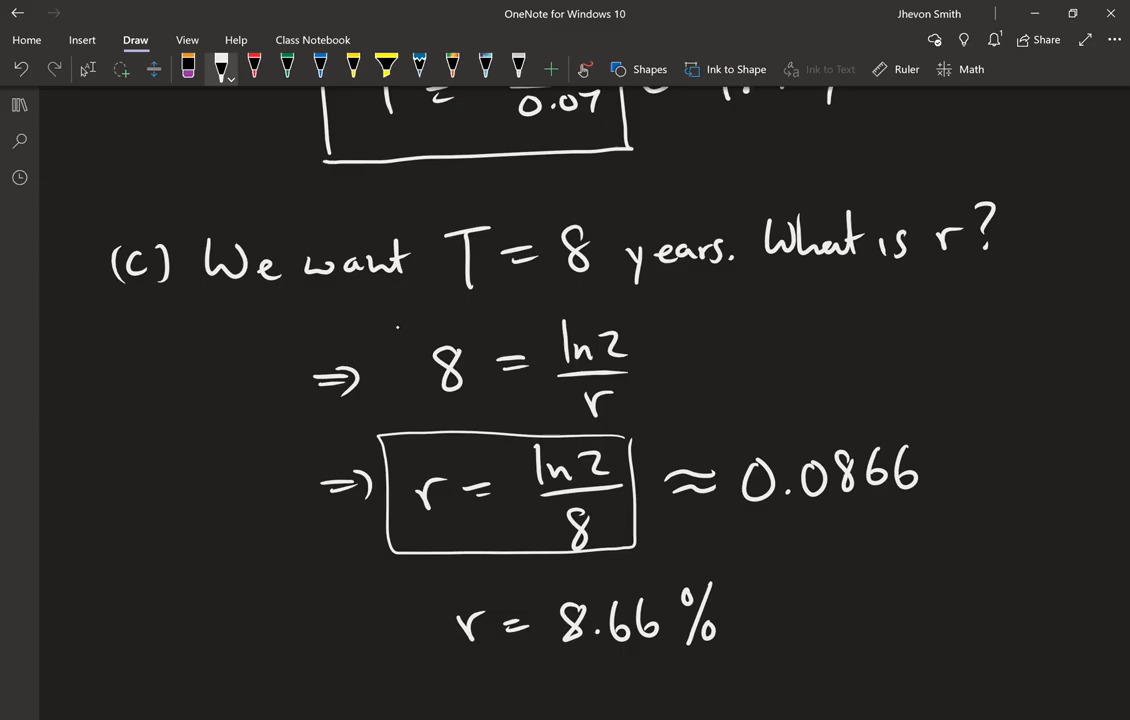 OneNote for Windows 10
Jhevon Smith
Home Insert Draw View Help Class Notebook
Share
Shapes Ink to Shape Ink to Text Ruler Math
T =
0.07
(c) We want T = 8 years. What is r?
⇒ 8 = ln2/r
⇒ r = ln2/8 ≈ 0.0866
r = 8.66 %